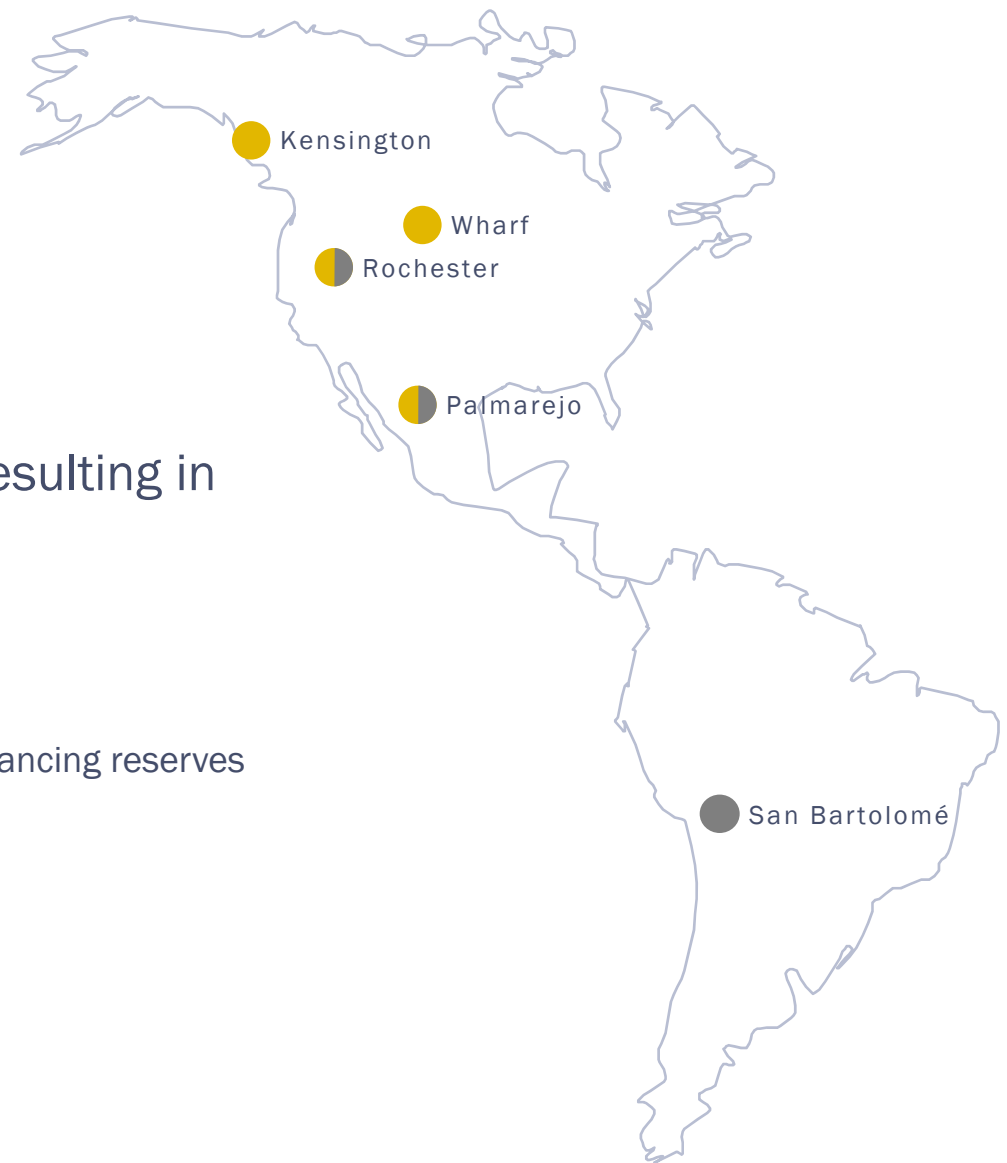 Kensington
Wharf
Rochester
Palmarejo
esulting in
ancing reserves
San Bartolomé